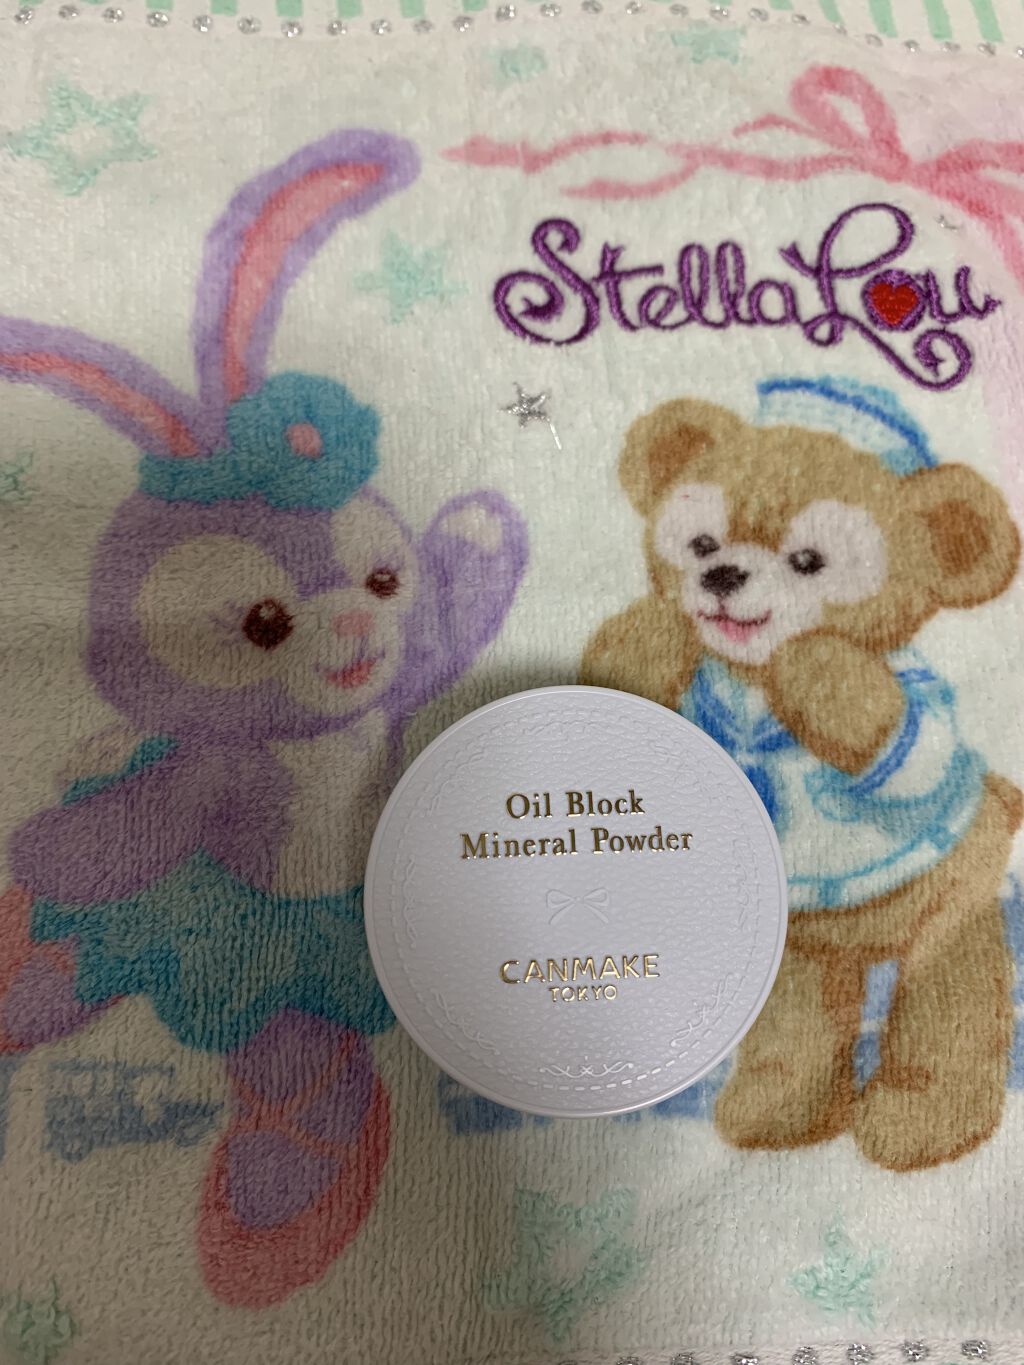 StellaLou
Oil Block
Mineral Powder
CANMAKE
TOKYO